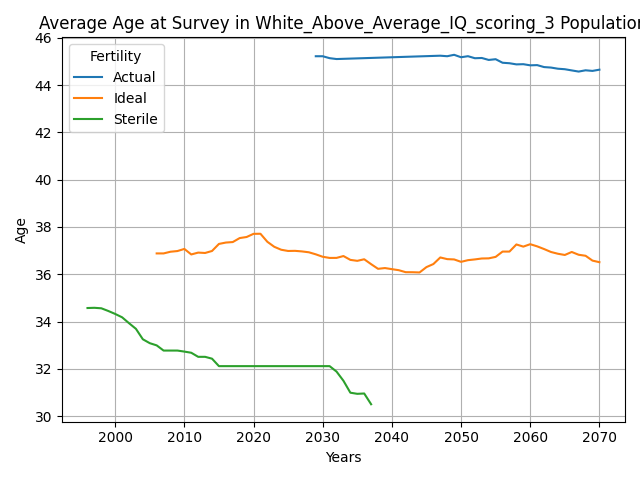 Average Age at Survey in White_Above_Average_IQ_scoring_3 Population
Fertility
Actual
Ideal
Sterile
46
44
42
40
38
36
34
32
30
Age
2000
2010
2020
2030
2040
2050
2060
2070
Years